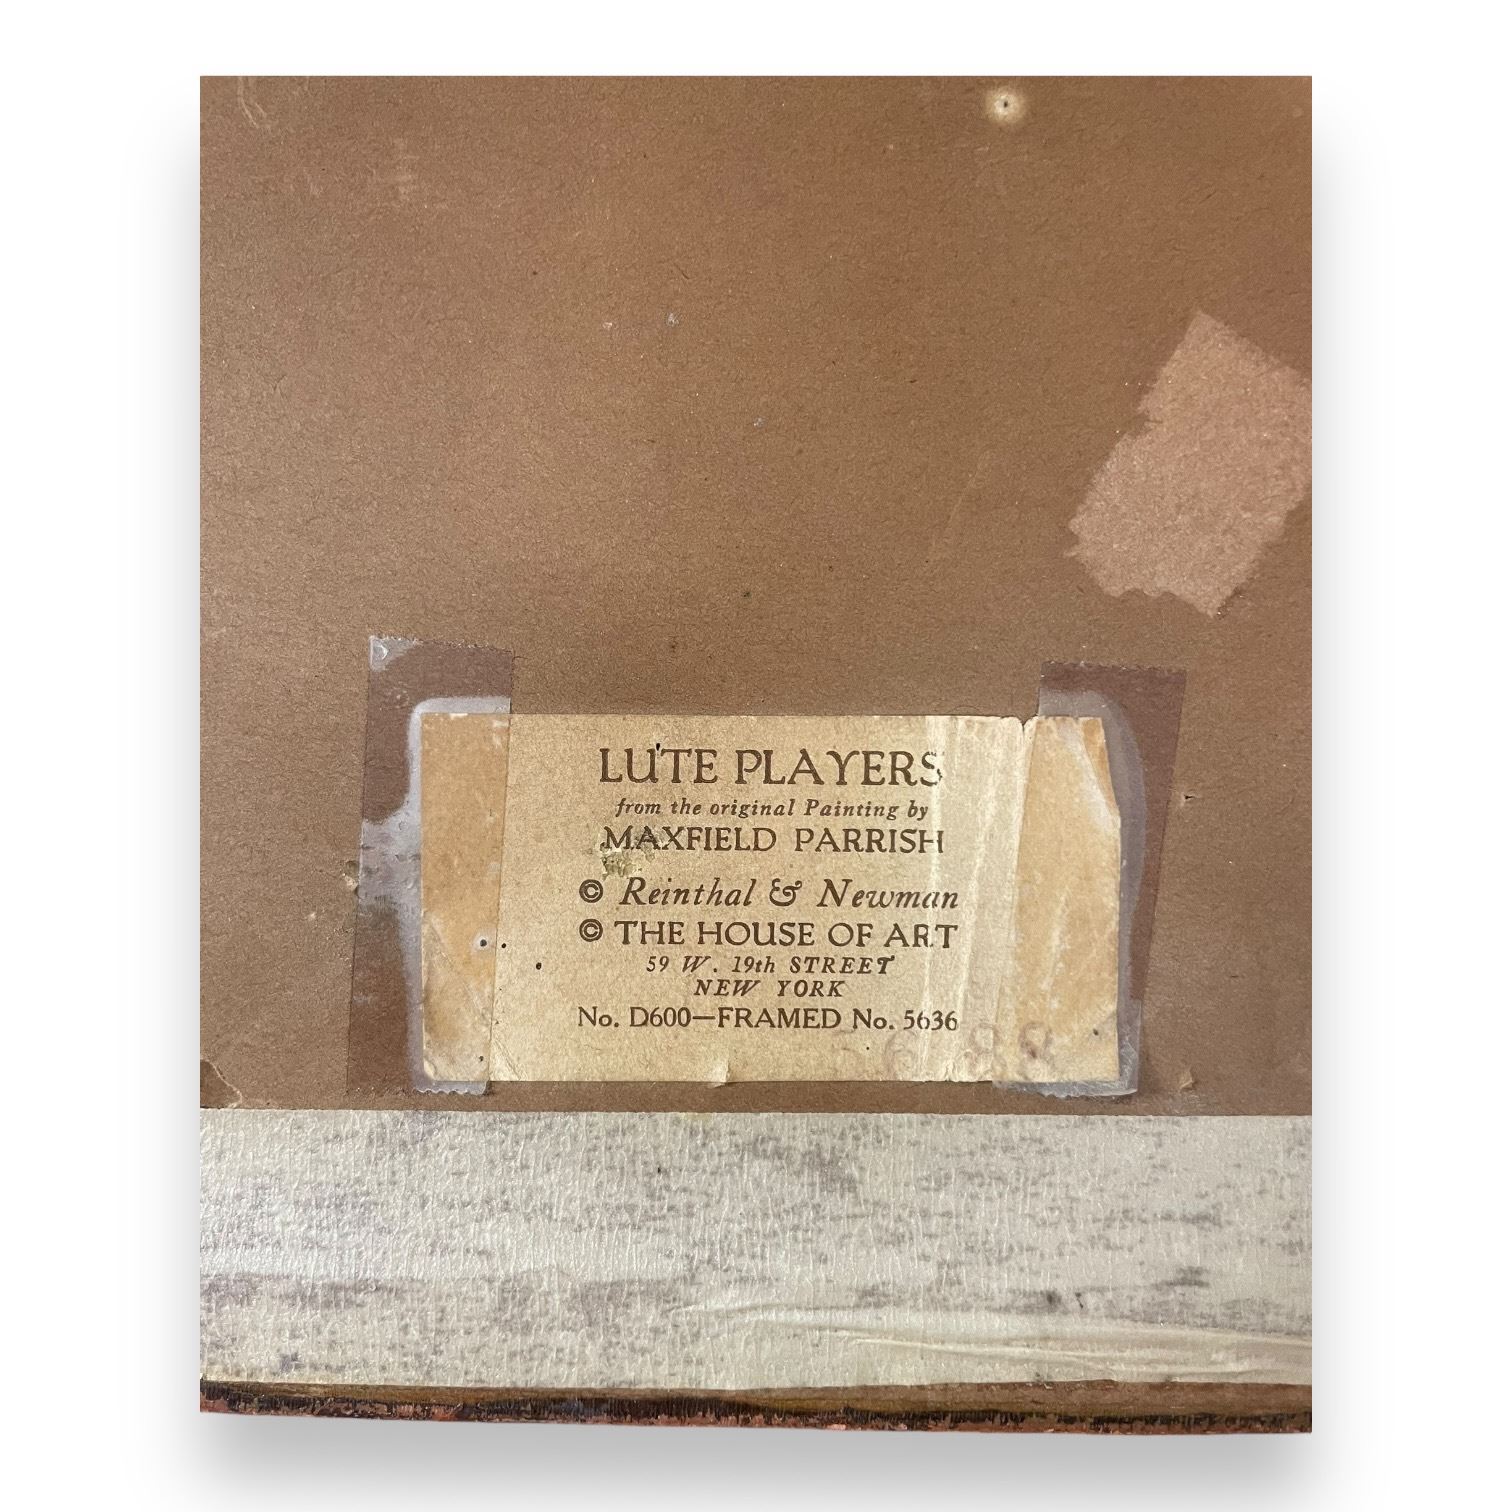 LUTE PLAYERS
from the original Painting by
MAXFIELD PARRISH
© Reinthal & Newman
© THE HOUSE OF ART
59 W. 19th STREET
NEW YORK
No. D600—FRAMED No. 5636